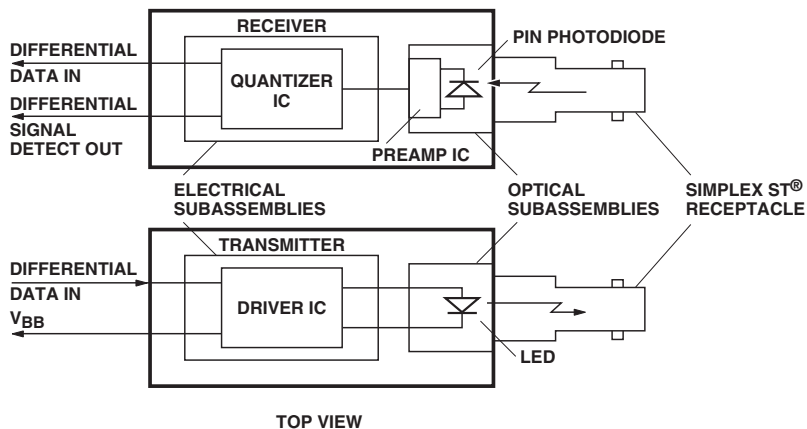 RECEIVER
DIFFERENTIAL
DATA IN
DIFFERENTIAL
SIGNAL
DETECT OUT
QUANTIZER
IC
PIN PHOTODIODE
PREAMP IC
ELECTRICAL
SUBASSEMBLIES
OPTICAL
SUBASSEMBLIES
SIMPLEX ST®
RECEPTACLE
TRANSMITTER
DIFFERENTIAL
DATA IN
VBB
DRIVER IC
LED
TOP VIEW